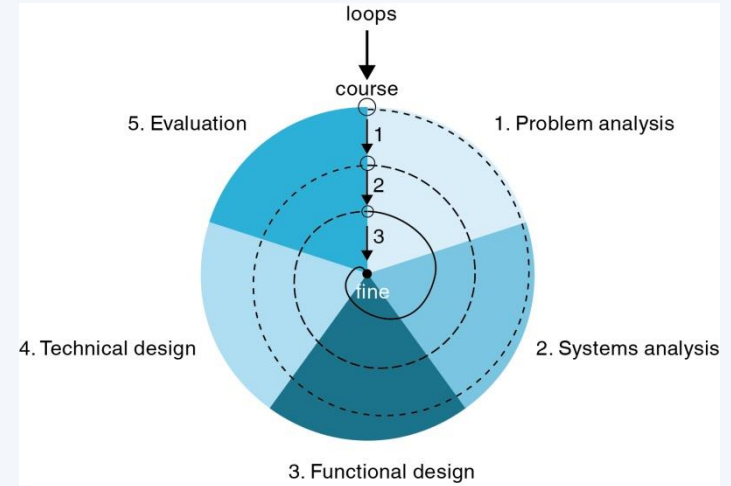 loops
course
5. Evaluation
1. Problem analysis
1
2
3
fine
4. Technical design
2. Systems analysis
3. Functional design